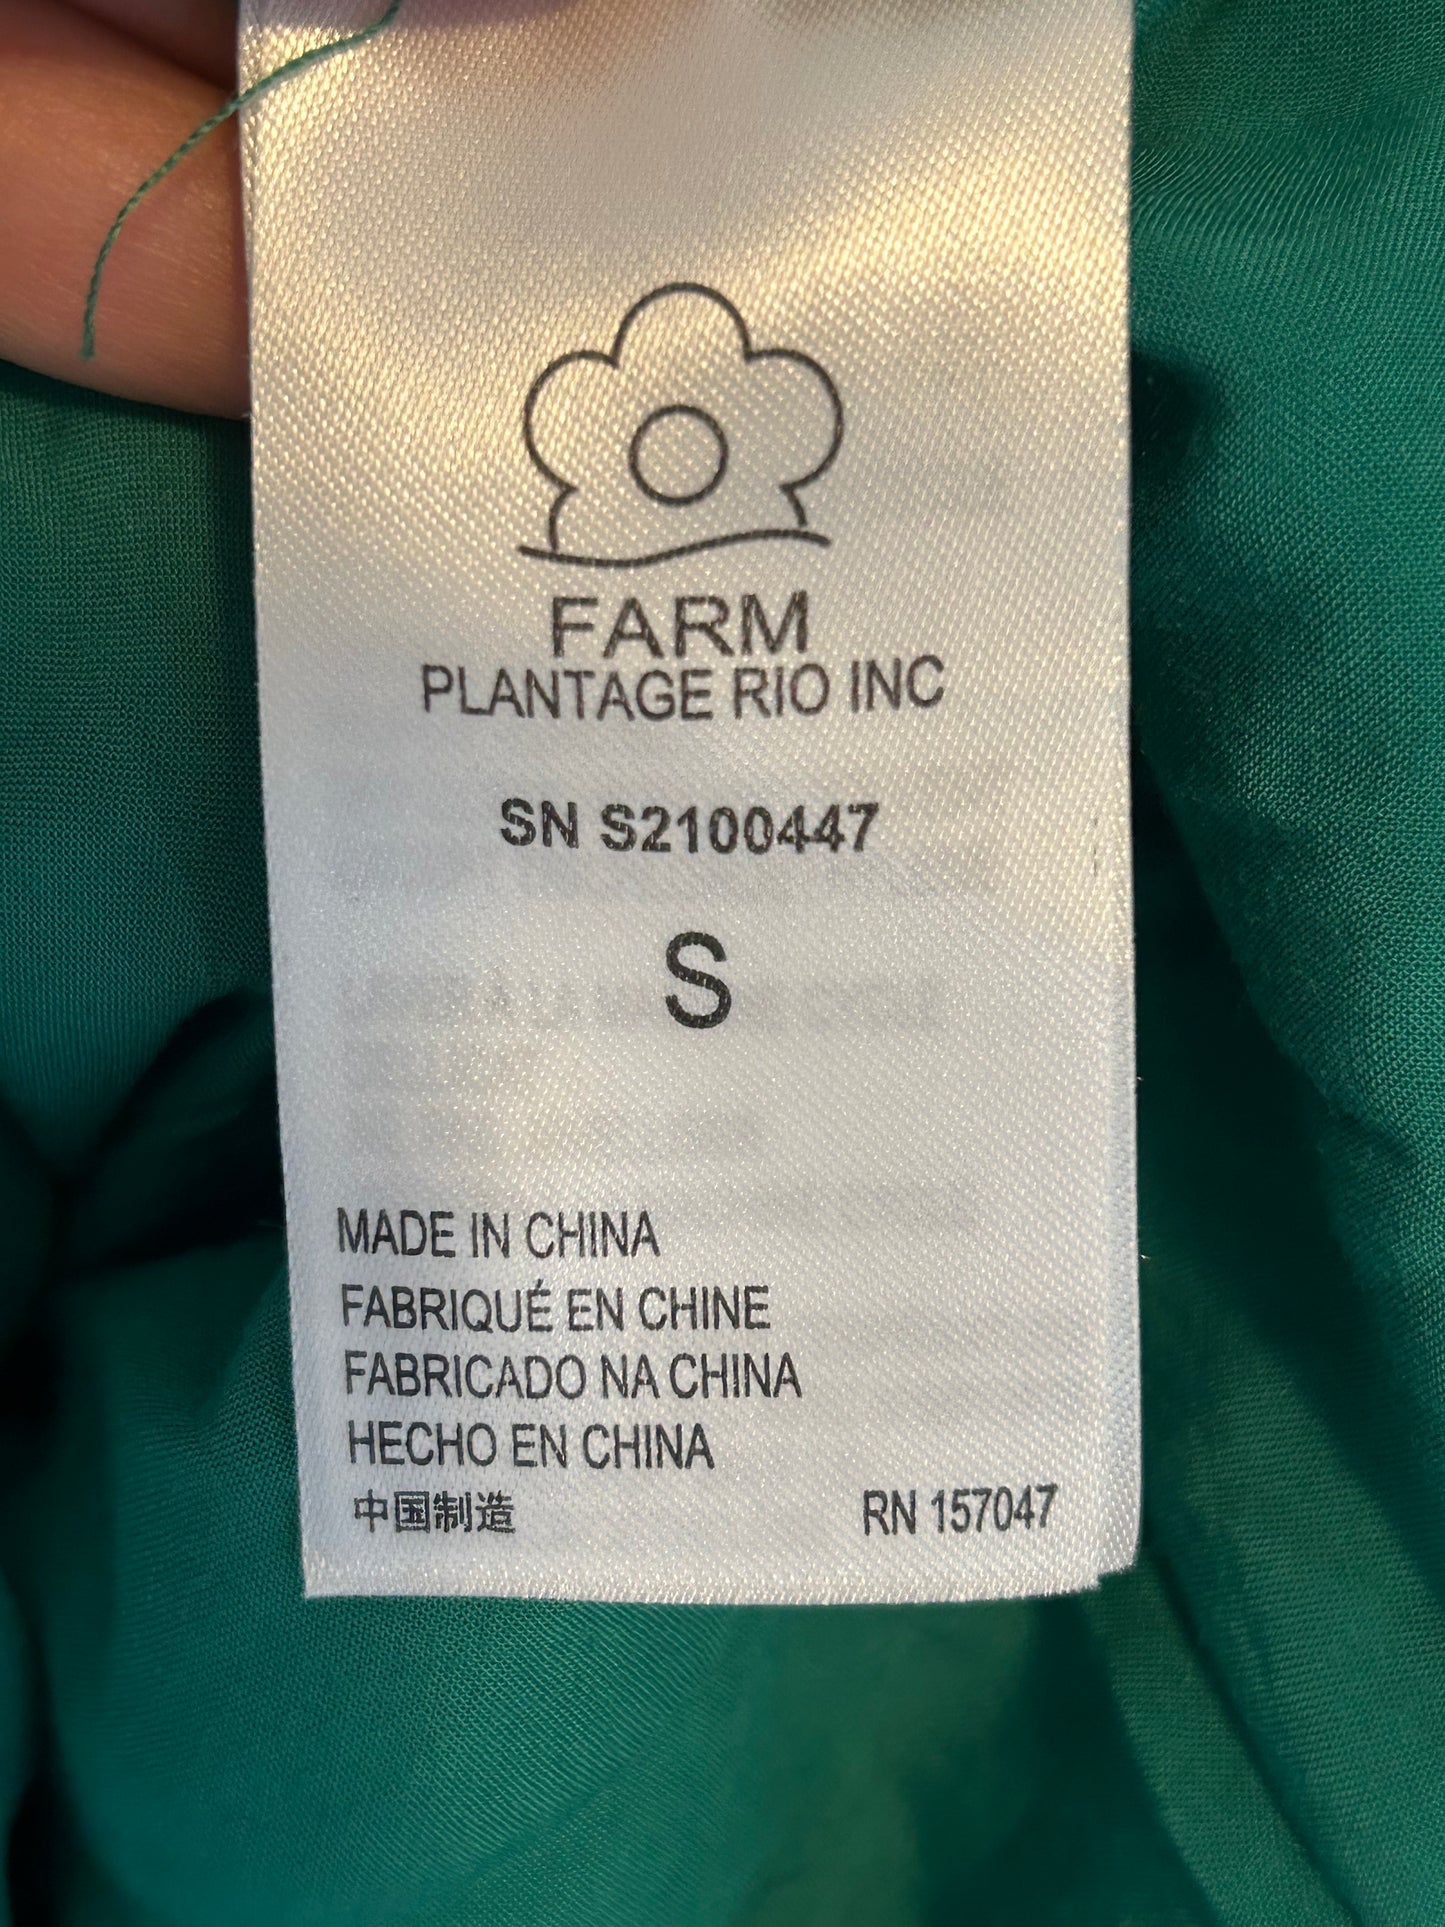 FARM
PLANTAGE RIO INC
SN S2100447
S
MADE IN CHINA
FABRIQUÉ EN CHINE
FABRICADO NA CHINA
HECHO EN CHINA
中国制造
RN 157047